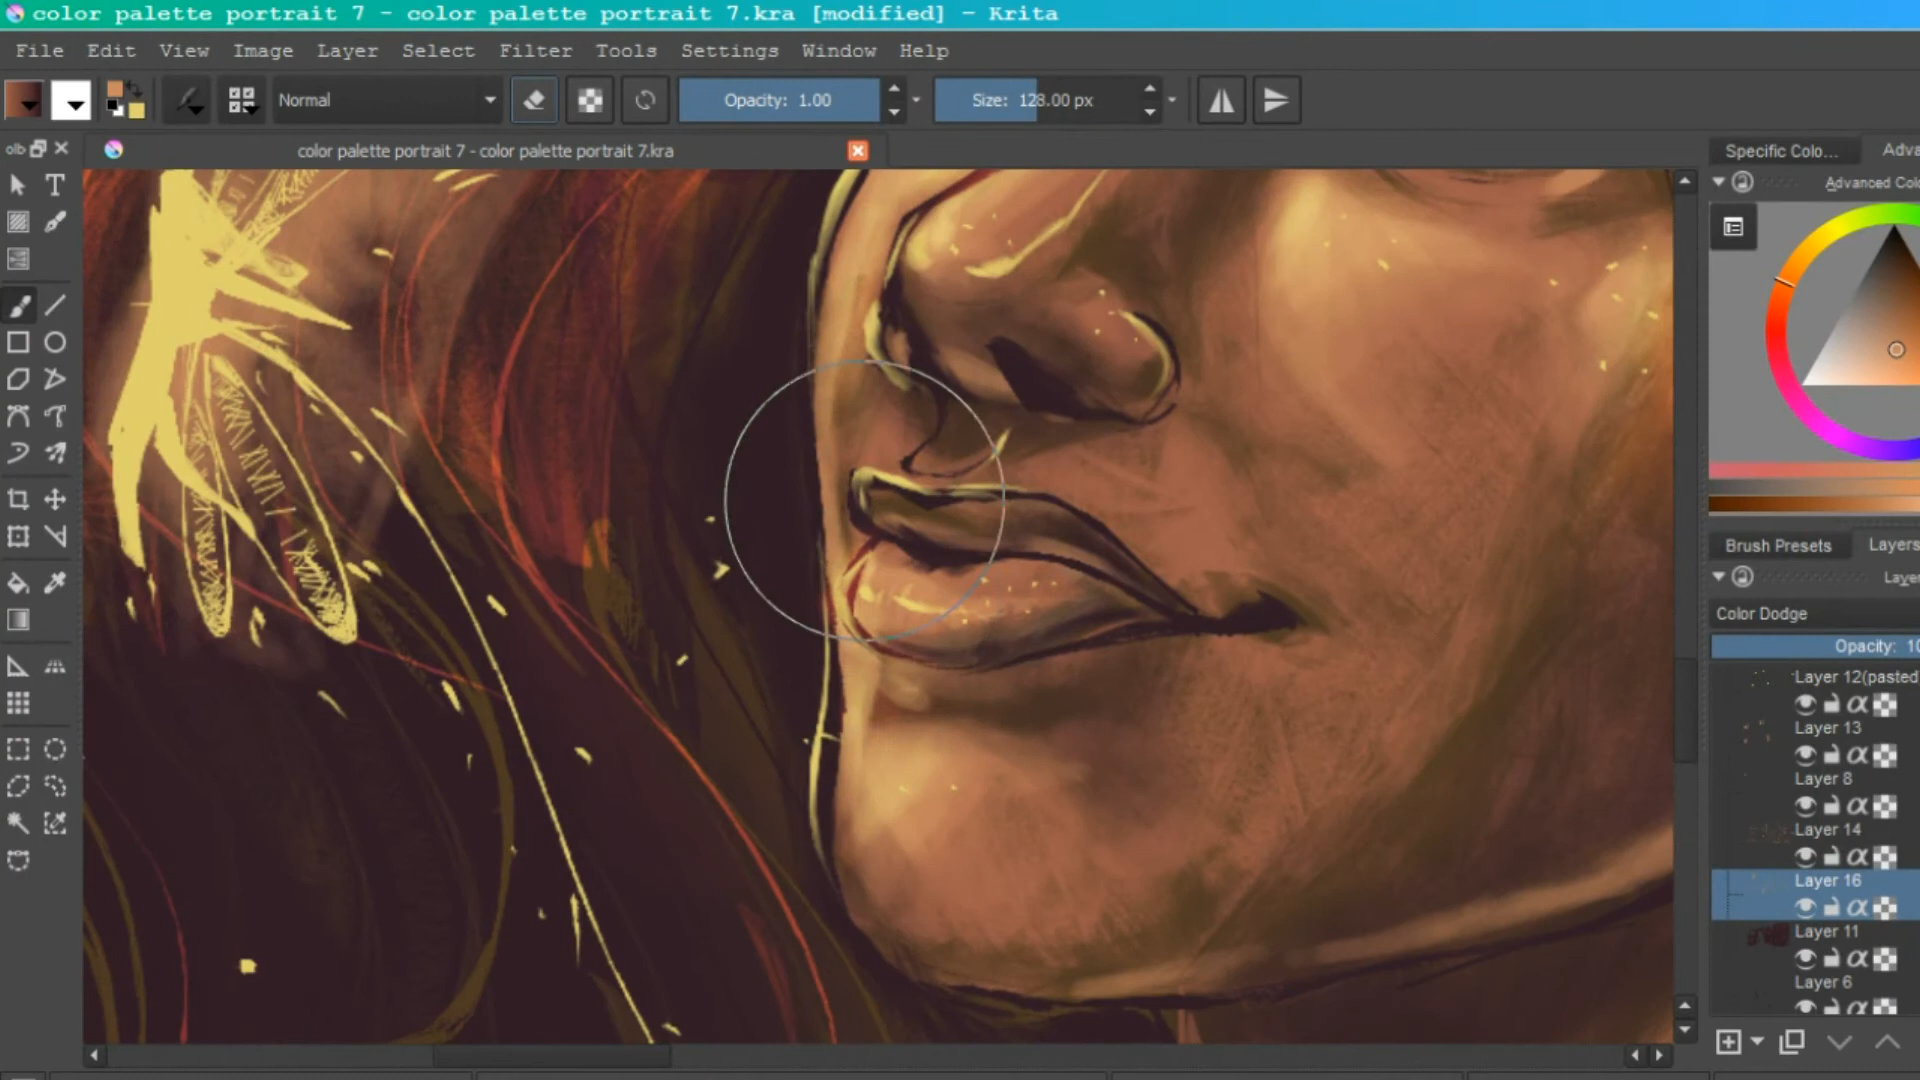 color palette portrait 7 - color palette portrait 7.kra [modified] — Krita
File Edit View Image Layer Select Filter Tools Settings Window Help
Normal
Opacity: 1.00
Size: 128.00 px
color palette portrait 7 - color palette portrait 7.kra
Specific Colo...
Adva
Advanced Colo
Brush Presets
Layers
Laye
Color Dodge
Opacity: 10
Layer 12(pasted
Layer 13
Layer 8
Layer 14
Layer 16
Layer 11
Layer 6